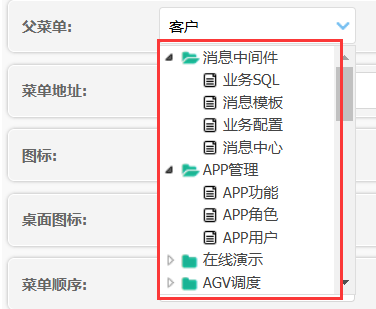 父菜单:
客户
消息中间件
业务SQL
菜单地址:
消息模板
业务配置
图标:
消息中心
APP管理
APP功能
桌面图标:
APP角色
APP用户
在线演示
菜单顺序:
AGV调度